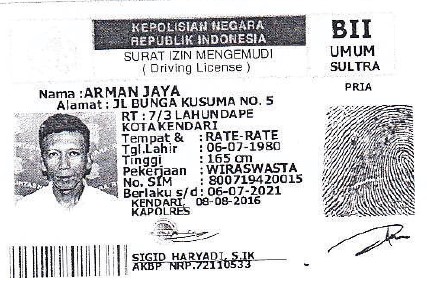 KEPOLISIAN NEGARA
REPUBLIK INDONESIA
SURAT IZIN MENGEMUDI
( Driving License )
BII
UMUM
SULTRA
PRIA
Nama : ARMAN JAYA
Alamat : JL BUNGA KUSUMA NO. 5
RT : 7/3 LAHUNDAPE
KOTA KENDARI
Tempat & : RATE-RATE
Tgl.Lahir : 06-07-1980
Tinggi : 165 cm
Pekerjaan : WIRASWASTA
No. SIM : 800719420015
Berlaku s/d : 06-07-2021
KENDARI, 08-08-2016
KAPOLRES
SIGID HARYADI, S.IK
AKBP NRP.72110533